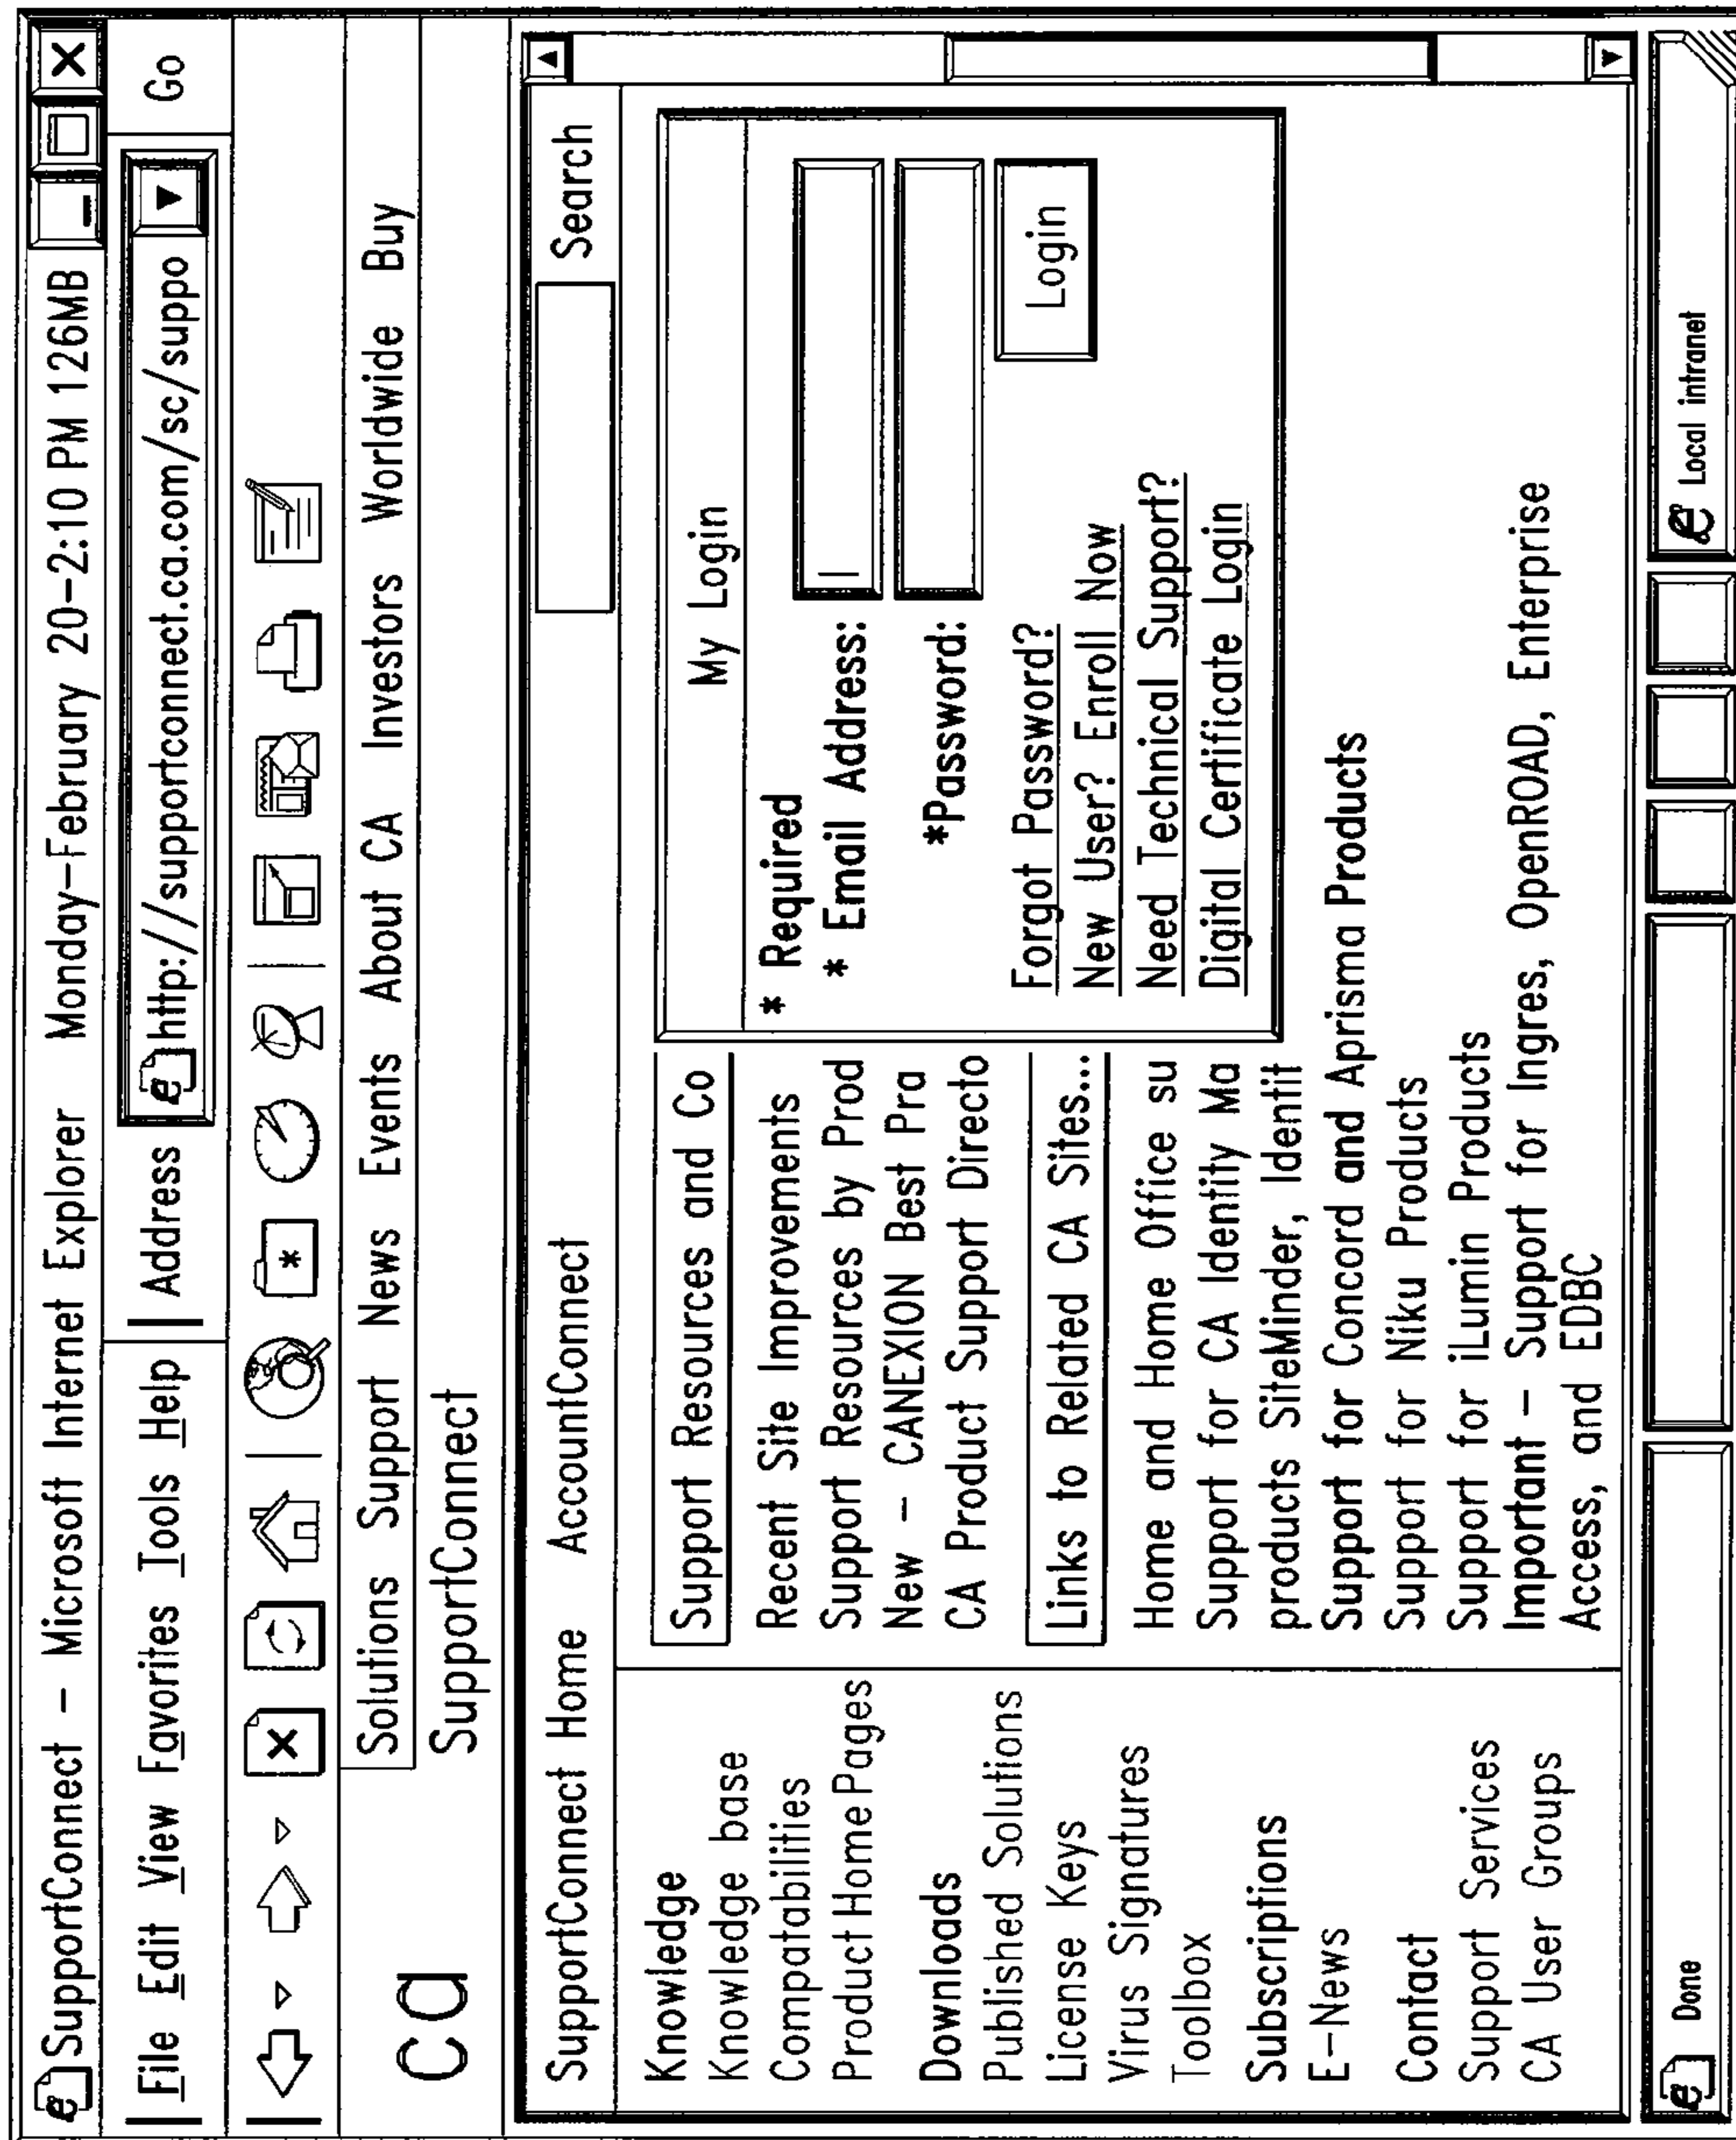 SupportConnect - Microsoft Internet Explorer Monday-February 20-2:10 PM 126MB
File Edit View Favorites Tools Help Address http://supportconnect.ca.com/sc/suppo Go
Solutions Support News Events About CA Investors Worldwide Buy
ca SupportConnect
SupportConnect Home AccountConnect Search
Knowledge
Knowledge base
Compatabilities
Product Home Pages
Downloads
Published Solutions
License Keys
Virus Signatures
Toolbox
Subscriptions
E-News
Contact
Support Services
CA User Groups
Support Resources and Co
Recent Site Improvements
Support Resources by Prod
New - CANEXION Best Pra
CA Product Support Directo
Links to Related CA Sites...
Home and Home Office su
Support for CA Identity Ma
products SiteMinder, Identit
Support for Concord and Aprisma Products
Support for Niku Products
Support for iLumin Products
Important - Support for Ingres, OpenROAD, Enterprise
Access, and EDBC
My Login
* Required
* Email Address:
*Password:
Forgot Password? Login
New User? Enroll Now
Need Technical Support?
Digital Certificate Login
Done Local intranet